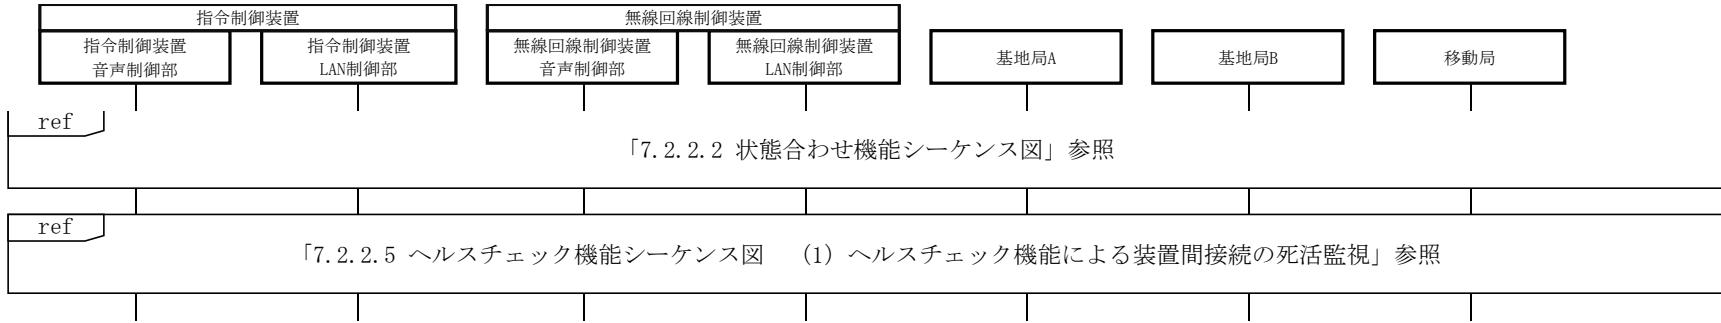 指令制御装置
無線回線制御装置
指令制御装置
音声制御部
指令制御装置
LAN制御部
無線回線制御装置
音声制御部
無線回線制御装置
LAN制御部
基地局A
基地局B
移動局
ref
「7.2.2.2 状態合わせ機能シーケンス図」参照
ref
「7.2.2.5 ヘルスチェック機能シーケンス図　(1) ヘルスチェック機能による装置間接続の死活監視」参照